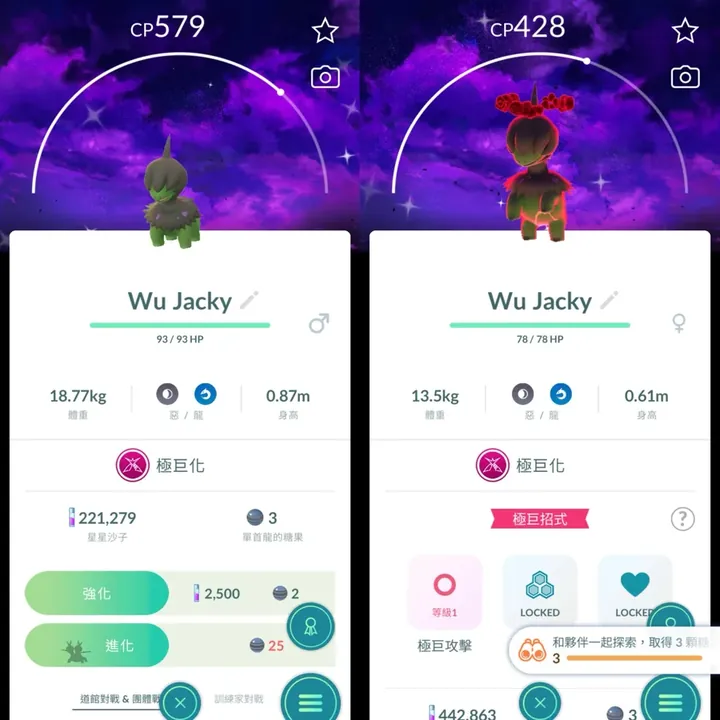 CP579
Wu Jacky
93 / 93 HP
18.77kg
體重
惡 / 龍
0.87m
身高
極巨化
221,279
星星沙子
3
單首龍的糖果
強化
2,500
2
進化
25
道館對戰 & 團體戰
訓練家對戰
CP428
Wu Jacky
78 / 78 HP
13.5kg
體重
惡 / 龍
0.61m
身高
極巨化
極巨招式
?
等級1
LOCKED
LOCKED
極巨攻擊
和夥伴一起探索,取得 3 顆糖
3
442,863
3